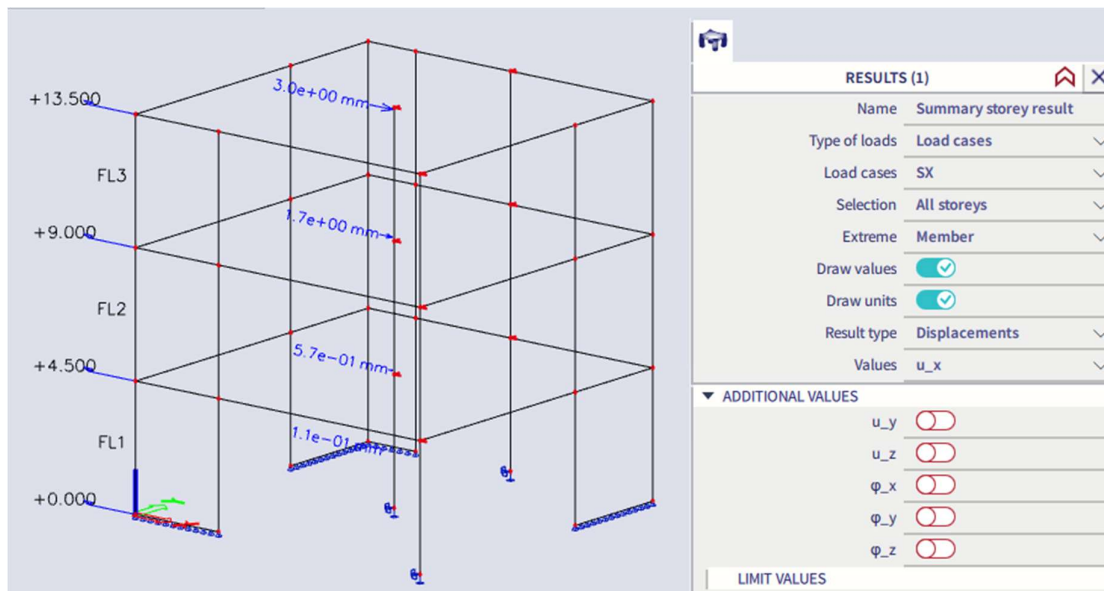 +13.500
3.0e+00 mm
FL3
+9.000
1.7e+00 mm
FL2
+4.500
5.7e-01 mm
FL1
1.1e-01 mm
+0.000
RESULTS (1)
Name Summary storey result
Type of loads Load cases
Load cases SX
Selection All storeys
Extreme Member
Draw values
Draw units
Result type Displacements
Values u_x
ADDITIONAL VALUES
u_y
u_z
φ_x
φ_y
φ_z
LIMIT VALUES